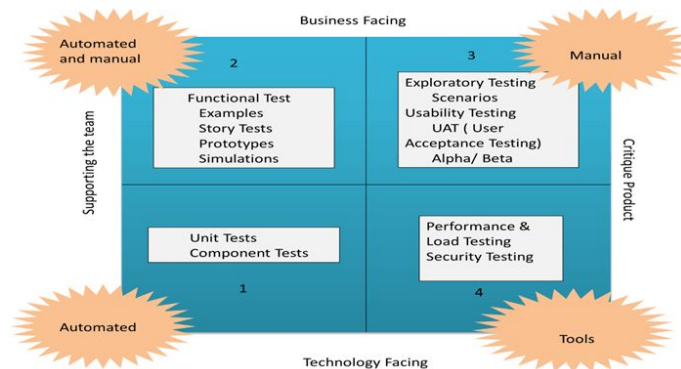 Business Facing
Automated
and manual
2
3
Manual
Functional Test
Examples
Story Tests
Prototypes
Simulations
Exploratory Testing
Scenarios
Usability Testing
UAT ( User
Acceptance Testing)
Alpha/ Beta
Supporting the team
Critique Product
Unit Tests
Component Tests
Performance &
Load Testing
Security Testing
1
4
Automated
Tools
Technology Facing